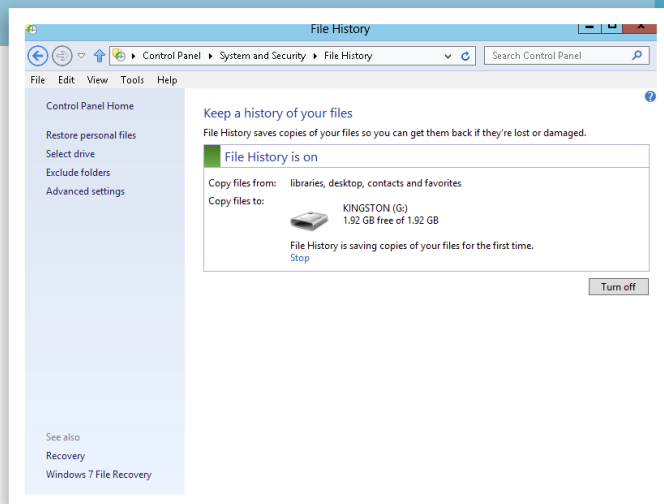 File History
Control Panel ▸ System and Security ▸ File History
Search Control Panel
File Edit View Tools Help
Control Panel Home
Restore personal files
Select drive
Exclude folders
Advanced settings
Keep a history of your files
File History saves copies of your files so you can get them back if they're lost or damaged.
File History is on
Copy files from: libraries, desktop, contacts and favorites
Copy files to:
KINGSTON (G:)
1.92 GB free of 1.92 GB
File History is saving copies of your files for the first time.
Stop
Turn off
See also
Recovery
Windows 7 File Recovery